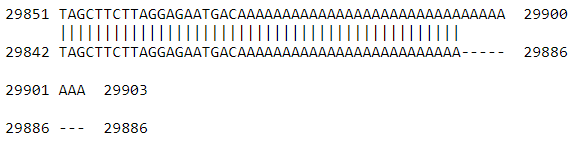 29851 TAGCTTCTTAGGAGAATGACAAAAAAAAAAAAAAAAAAAAAAAAAAAAAA  29900
      |||||||||||||||||||||||||||||||||||||||||||||
29842 TAGCTTCTTAGGAGAATGACAAAAAAAAAAAAAAAAAAAAAAAAA-----  29886
29901 AAA  29903
29886 ---  29886